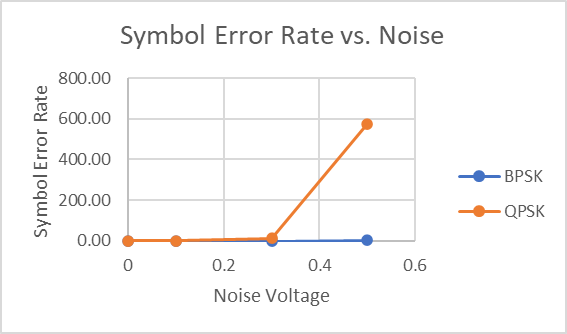 Symbol Error Rate vs. Noise
800.00
600.00
400.00
200.00
0.00
Symbol Error Rate
0 0.2 0.4 0.6
Noise Voltage
BPSK
QPSK